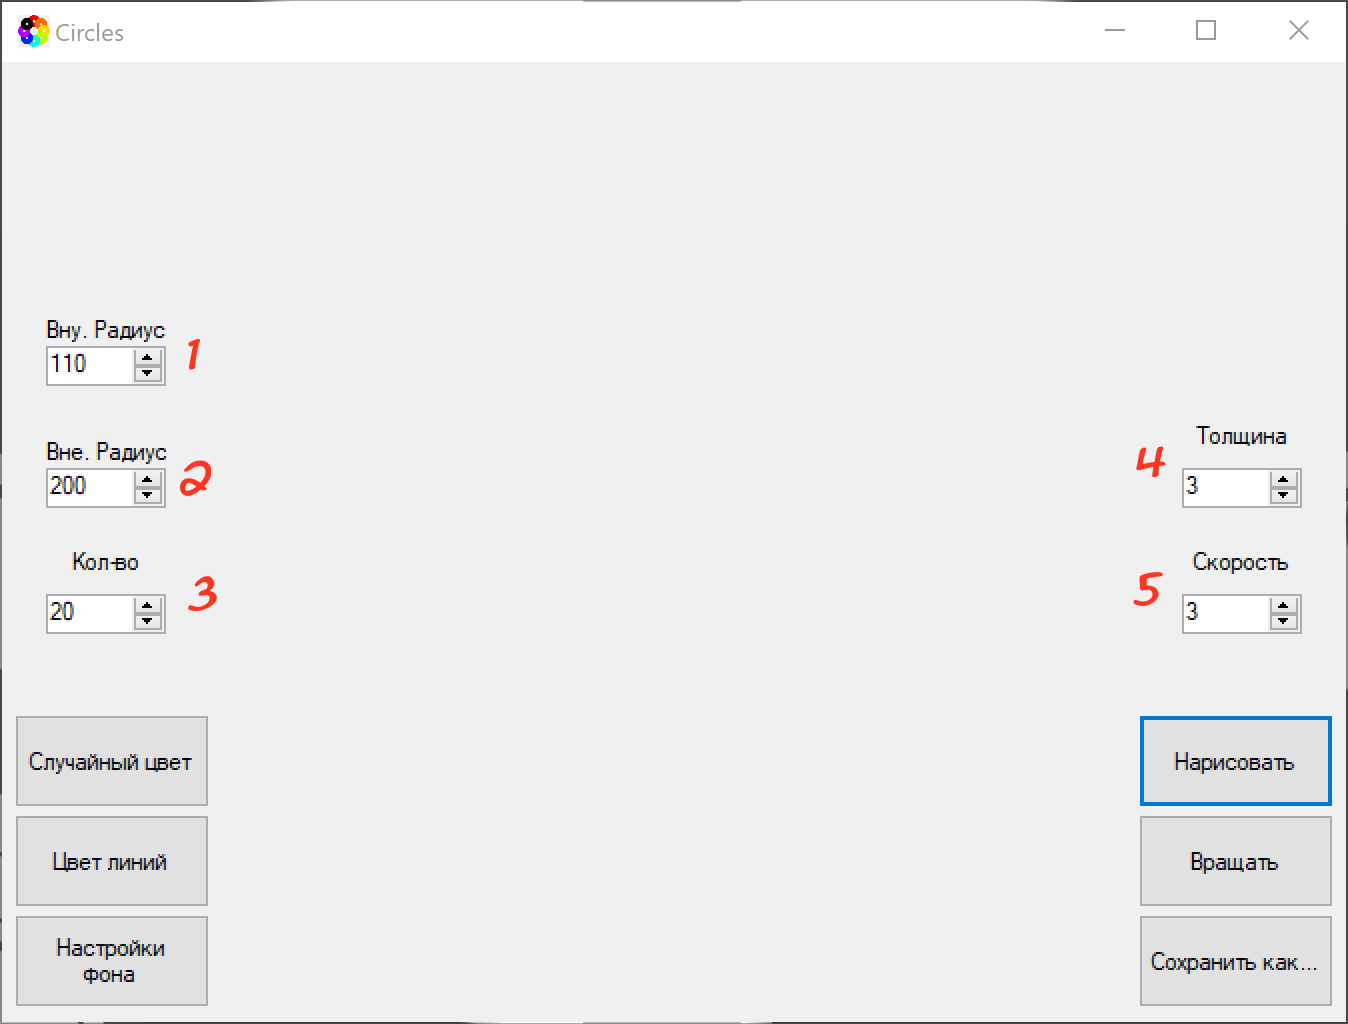 Circles
Вну. Радиус
110
1
Вне. Радиус
200
2
Кол-во
20
3
Толщина
4
3
Скорость
5
3
Случайный цвет
Цвет линий
Настройки
фона
Нарисовать
Вращать
Сохранить как...